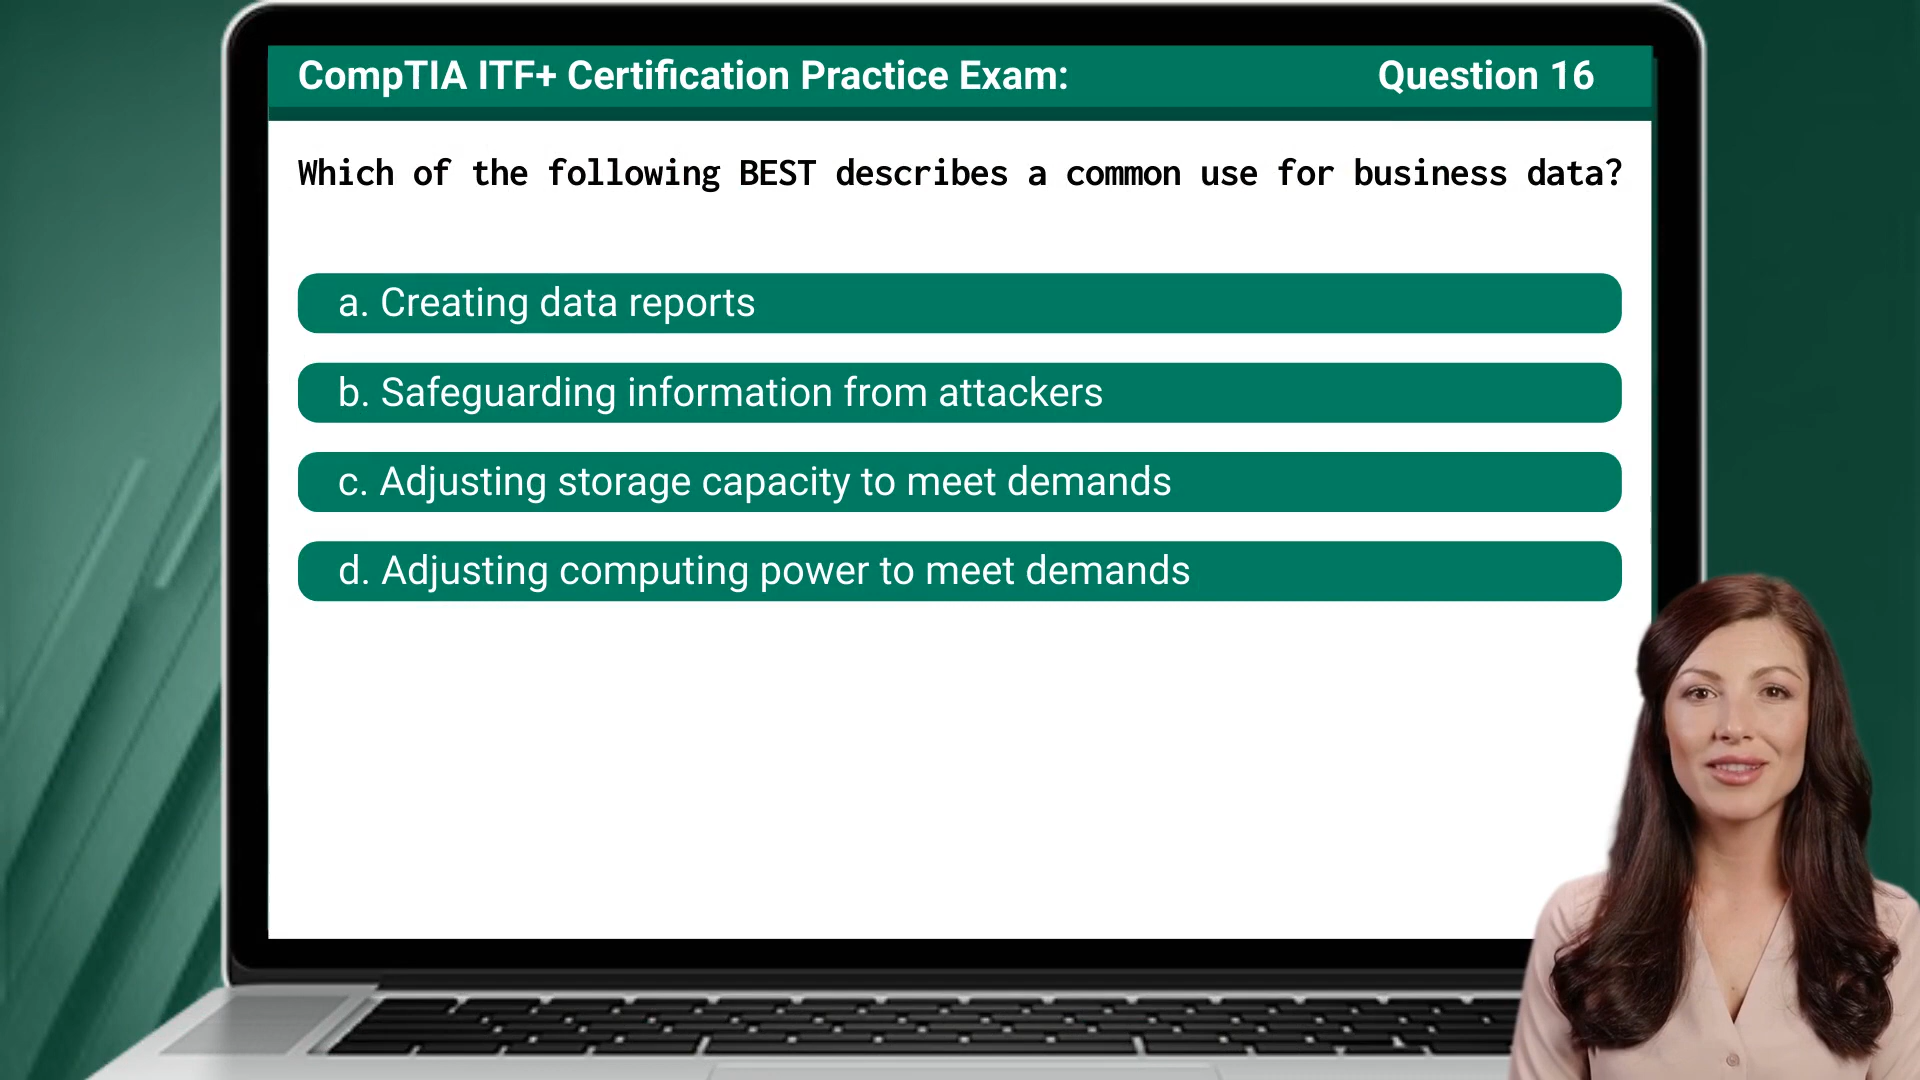 CompTIA ITF+ Certification Practice Exam: Question 16
Which of the following BEST describes a common use for business data?
a. Creating data reports
b. Safeguarding information from attackers
c. Adjusting storage capacity to meet demands
d. Adjusting computing power to meet demands